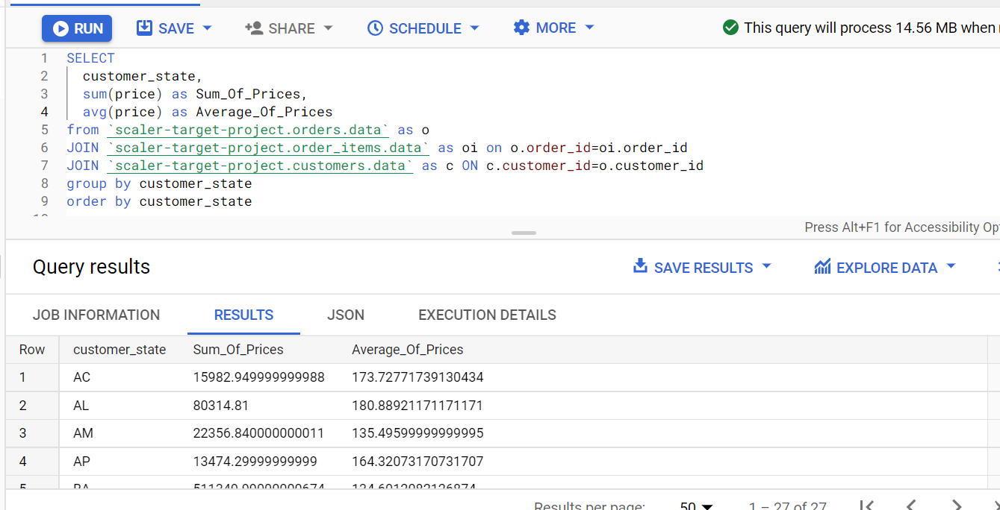 RUN SAVE SHARE SCHEDULE MORE This query will process 14.56 MB when
1 SELECT
2 customer_state,
3 sum(price) as Sum_Of_Prices,
4 avg(price) as Average_Of_Prices
5 from `scaler-target-project.orders.data` as o
6 JOIN `scaler-target-project.order_items.data` as oi on o.order_id=oi.order_id
7 JOIN `scaler-target-project.customers.data` as c ON c.customer_id=o.customer_id
8 group by customer_state
9 order by customer_state
Press Alt+F1 for Accessibility
Query results SAVE RESULTS EXPLORE DATA
JOB INFORMATION RESULTS JSON EXECUTION DETAILS
Row customer_state Sum_Of_Prices Average_Of_Prices
1 AC 15982.949999999988 173.72771739130434
2 AL 80314.81 180.88921171171171
3 AM 22356.840000000011 135.49599999999995
4 AP 13474.29999999999 164.32073170731707
Results per page: 50 1 – 27 of 27